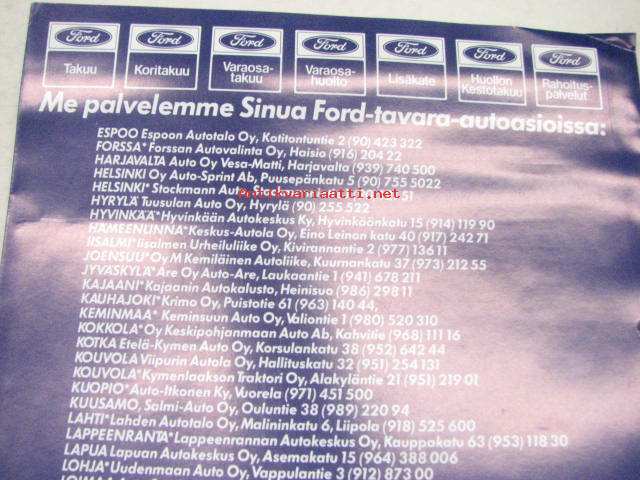 Ford Ford Ford Ford Ford Ford Ford
Takuu Koritakuu Varaosa-takuu Varaosa-huolto Lisäkate Huollon Kestotakuu Rahoitus-palvelut
Me palvelemme Sinua Ford-tavara-autoasioissa:
ESPOO Espoon Autotalo Oy, Kotitontuntie 2 (90) 423 322
FORSSA* Forssan Autovalinta Oy, Haisio (916) 204 22
HARJAVALTA Auto Oy Vesa-Matti, Harjavalta (939) 740 500
HELSINKI Oy Auto-Sprint Ab, Puusepänkatu 5 (90) 755 5022
HELSINKI* Stockmann Auto
Antikvariaatti.net
HYRYLÄ Tuusulan Auto Oy, Hyrylä (90) 255 522
HYVINKÄÄ* Hyvinkään Autokeskus Ky, Hyvinkäänkatu 15 (914) 119 90
HÄMEENLINNA* Keskus-Autola Oy, Eino Leinon katu 40 (917) 242 71
IISALMI* Iisalmen Urheiluliike Oy, Kivirannantie 2 (977) 136 11
JOENSUU* Oy M Kemiläinen Autoliike, Kuurnankatu 37 (973) 212 55
JYVÄSKYLÄ* Are Oy Auto-Are, Laukaantie 1 (941) 678 211
KAJAANI* Kajaanin Autokalusto, Heinisuo (986) 298 11
KAUHAJOKI* Krimo Oy, Puistotie 61 (963) 140 44,
KEMINMAA* Keminsuun Auto Oy, Valiontie 1 (980) 520 310
KOKKOLA* Oy Keskipohjanmaan Auto Ab, Kahvitie (968) 111 16
KOTKA Etelä-Kymen Auto Oy, Korsulankatu 38 (952) 642 44
KOUVOLA Viipurin Autola Oy, Hallituskatu 32 (951) 254 131
KOUVOLA* Kymenlaakson Traktori Oy, Alakyläntie 21 (951) 219 01
KUOPIO* Auto-Itkonen Ky, Vuorela (971) 451 500
KUUSAMO, Salmi-Auto Oy, Ouluntie 38 (989) 220 94
LAHTI* Lahden Autotalo Oy, Malininkatu 6, Liipola (918) 525 600
LAPPEENRANTA* Lappeenrannan Autokeskus Oy, Kauppakatu 63 (953) 118 30
LAPUA Lapuan Autokeskus Oy, Asemakatu 15 (964) 388 006
LOHJA* Uudenmaan Auto Oy, Vappulantie 3 (912) 873 00